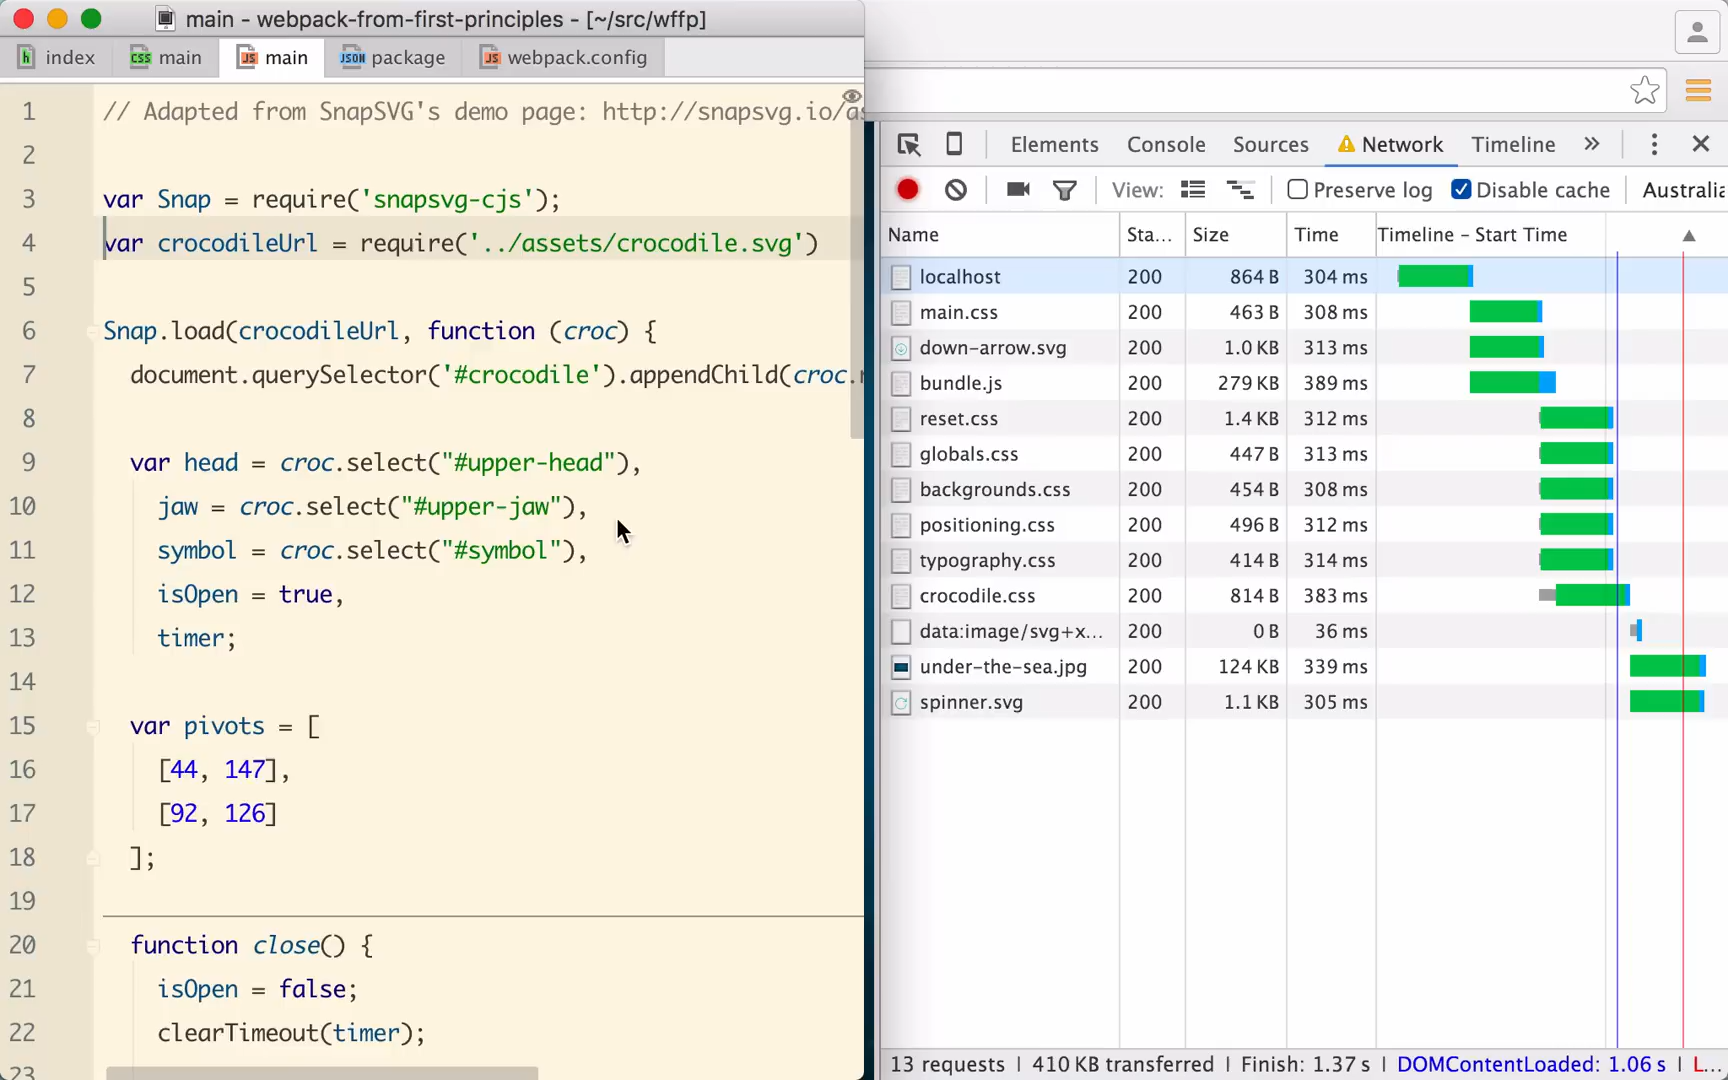 main - webpack-from-first-principles - [~/src/wffp]
index main main package webpack.config
1 // Adapted from SnapSVG's demo page: http://snapsvg.io/as
2
3 var Snap = require('snapsvg-cjs');
4 var crocodileUrl = require('../assets/crocodile.svg')
5
6 Snap.load(crocodileUrl, function (croc) {
7 document.querySelector('#crocodile').appendChild(croc.
8
9 var head = croc.select("#upper-head"),
10 jaw = croc.select("#upper-jaw"),
11 symbol = croc.select("#symbol"),
12 isOpen = true,
13 timer;
14
15 var pivots = [
16 [44, 147],
17 [92, 126]
18 ];
19
20 function close() {
21 isOpen = false;
22 clearTimeout(timer);
23
Elements Console Sources Network Timeline »
View: Preserve log Disable cache Australia
Name Sta... Size Time Timeline – Start Time
localhost 200 864 B 304 ms
main.css 200 463 B 308 ms
down-arrow.svg 200 1.0 KB 313 ms
bundle.js 200 279 KB 389 ms
reset.css 200 1.4 KB 312 ms
globals.css 200 447 B 313 ms
backgrounds.css 200 454 B 308 ms
positioning.css 200 496 B 312 ms
typography.css 200 414 B 314 ms
crocodile.css 200 814 B 383 ms
data:image/svg+x... 200 0 B 36 ms
under-the-sea.jpg 200 124 KB 339 ms
spinner.svg 200 1.1 KB 305 ms
13 requests | 410 KB transferred | Finish: 1.37 s | DOMContentLoaded: 1.06 s | L...